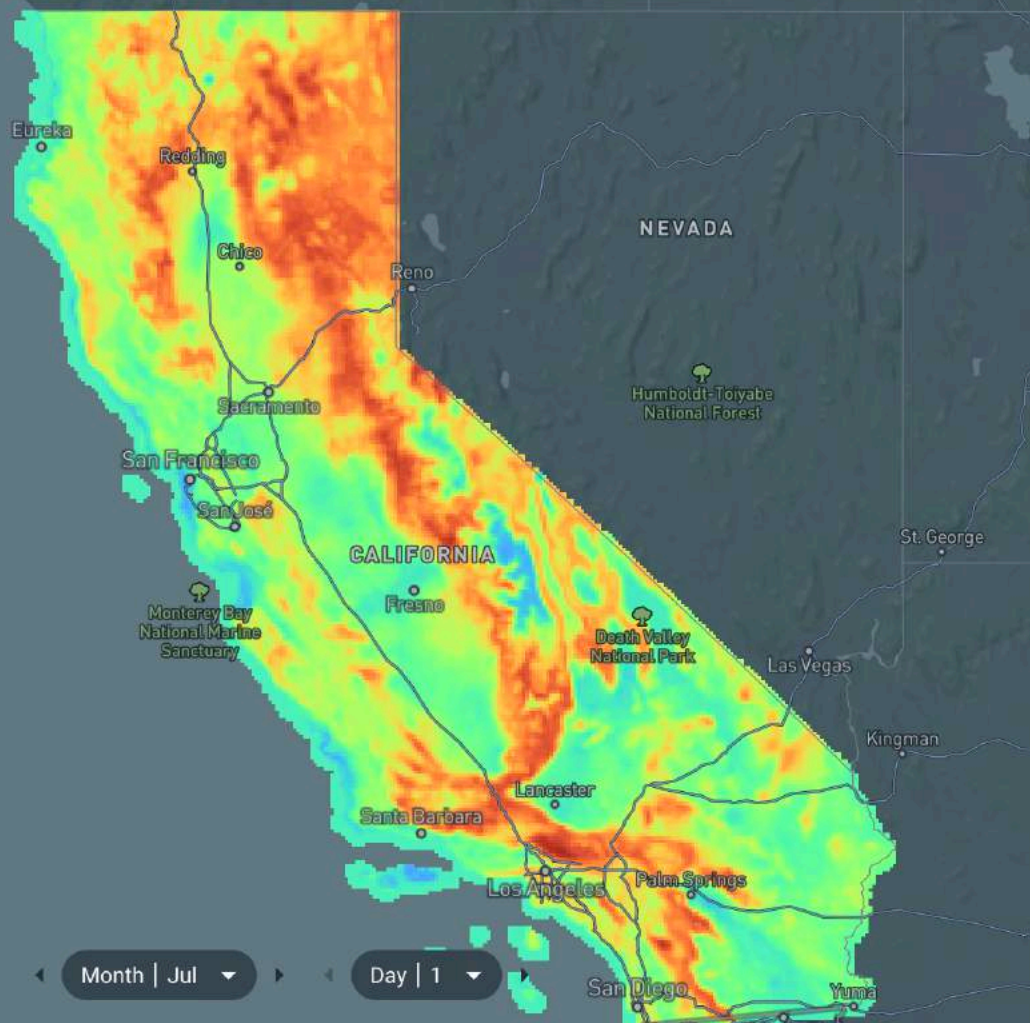 Eureka
Redding
Chico
NEVADA
Reno
Humboldt-Toiyabe
National Forest
Sacramento
San Francisco
San José
St. George
CALIFORNIA
Fresno
Monterey Bay
National Marine
Sanctuary
Death Valley
National Park
Las Vegas
Kingman
Lancaster
Santa Barbara
Los Angeles
Palm Springs
Month | Jul
Day | 1
San Diego
Yuma